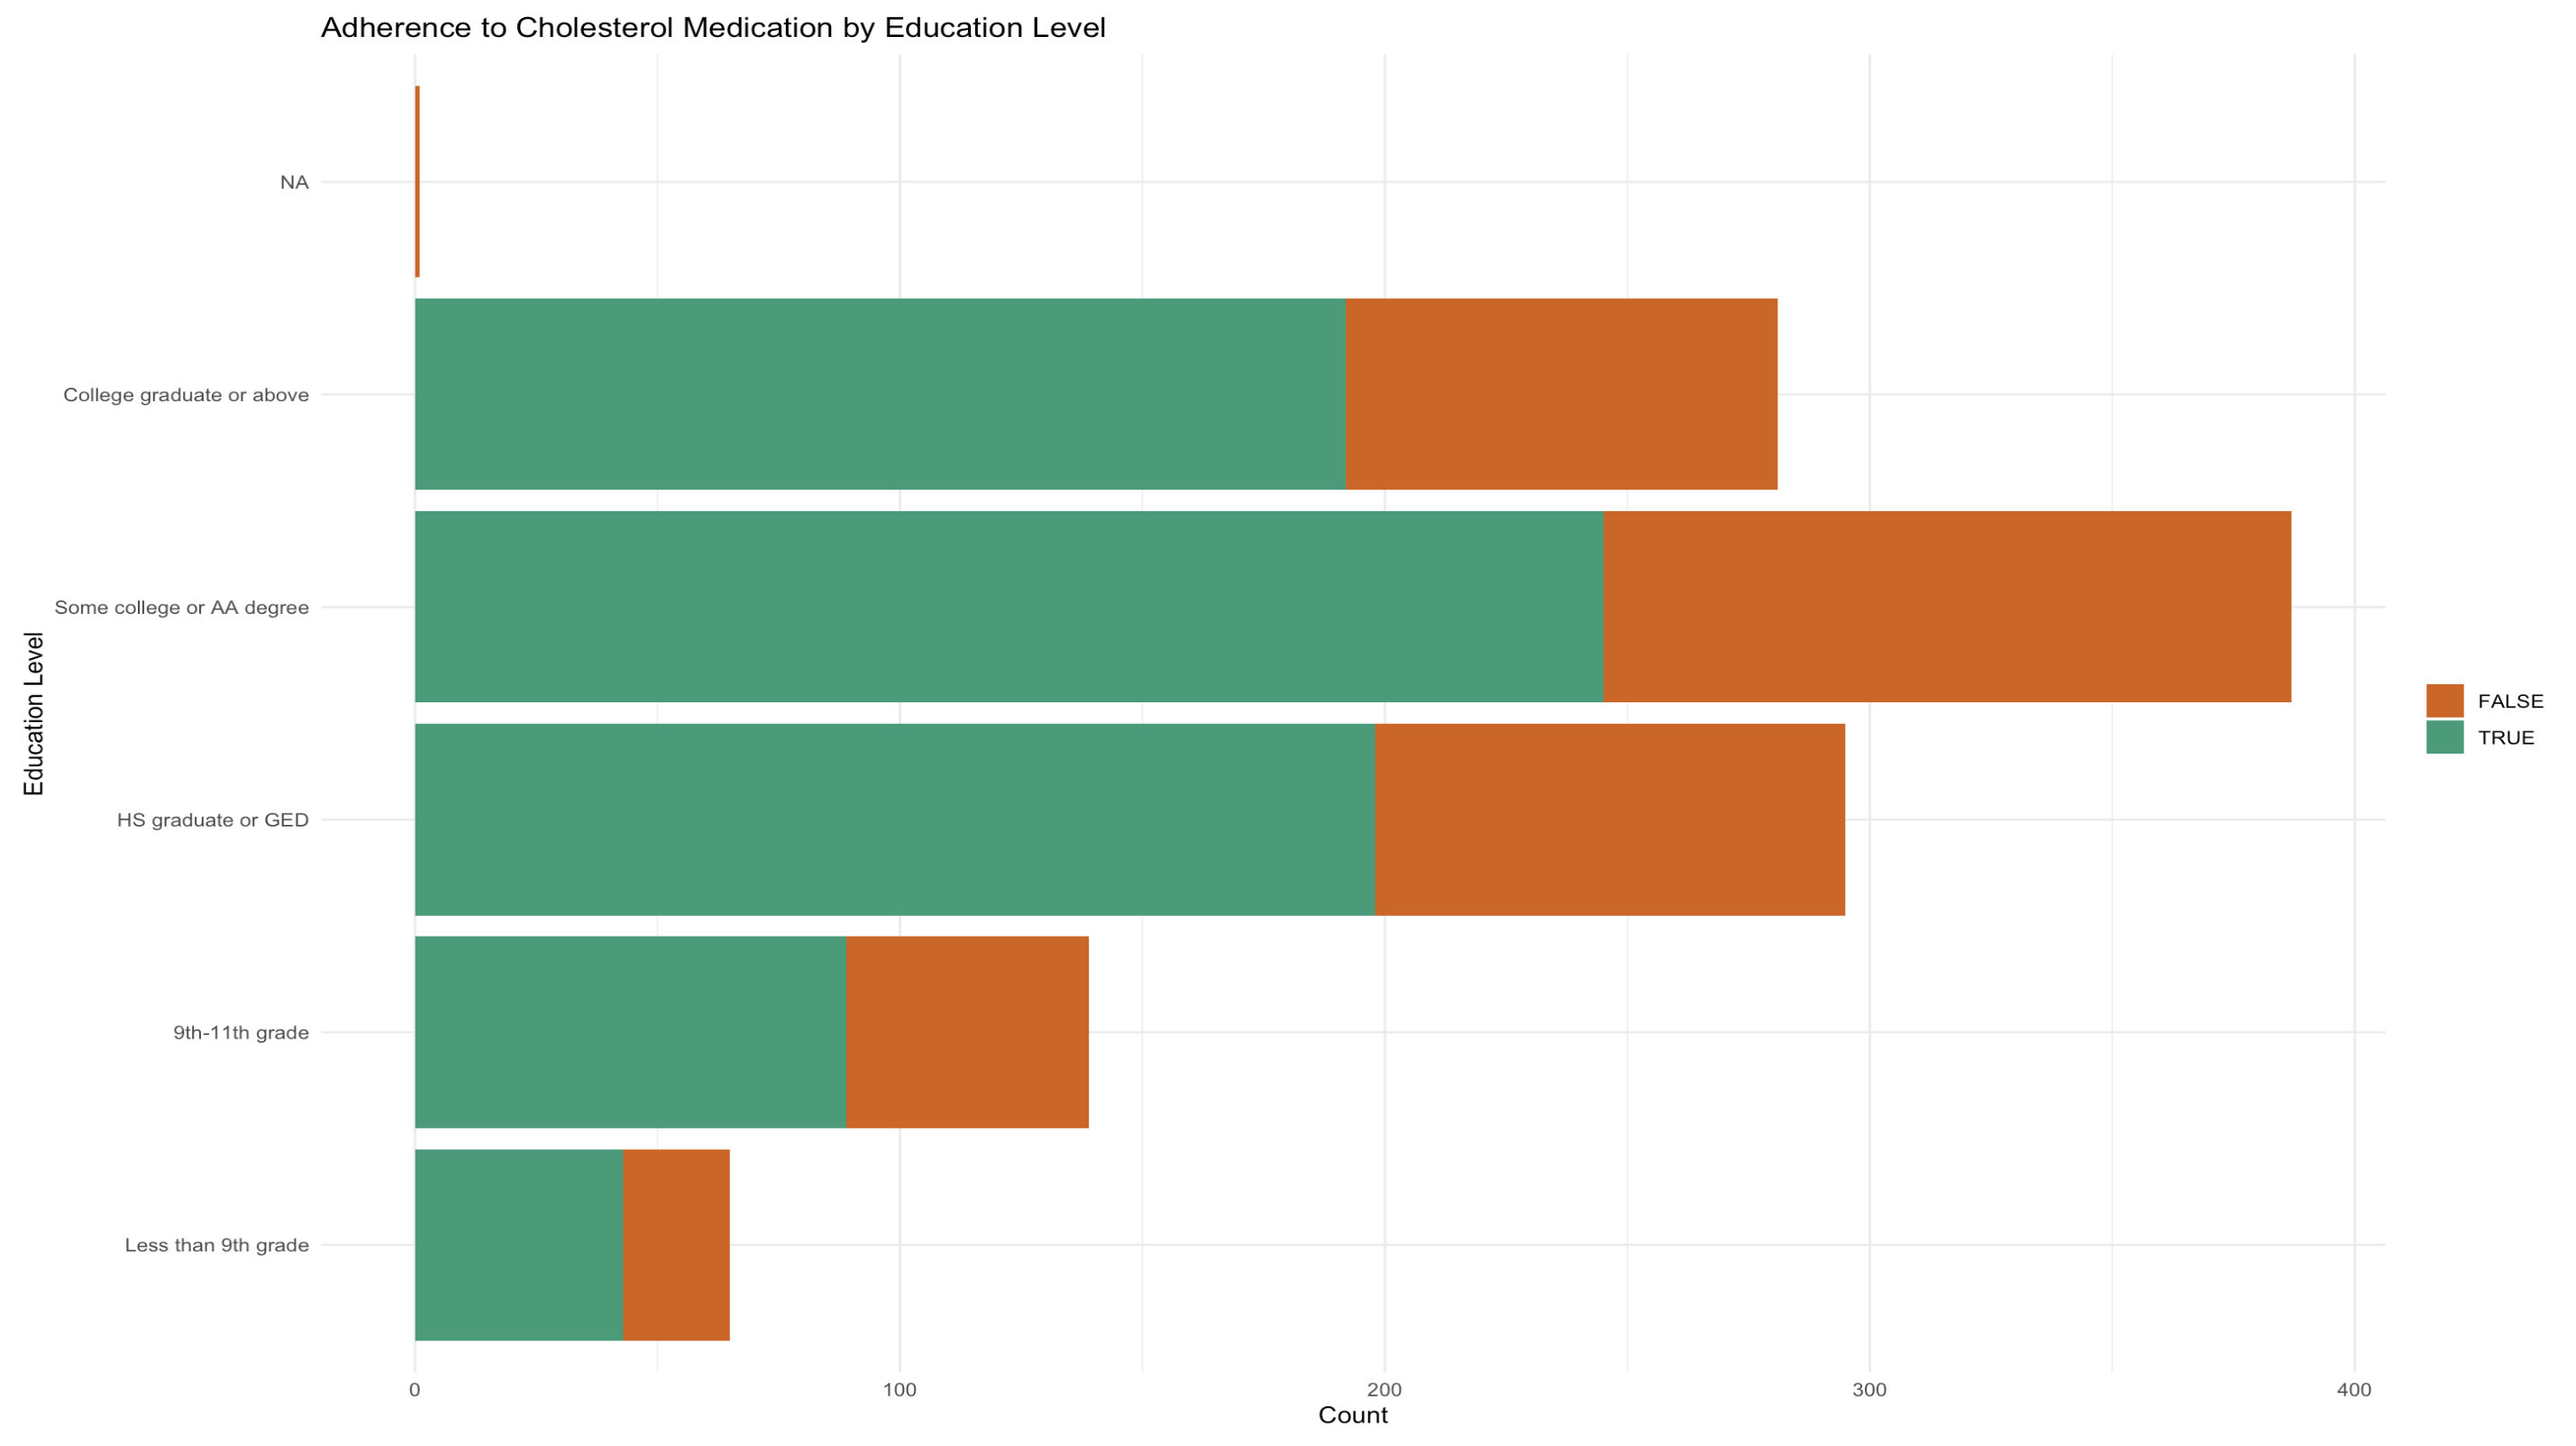 Adherence to Cholesterol Medication by Education Level
NA
College graduate or above
Some college or AA degree
HS graduate or GED
9th-11th grade
Less than 9th grade
Education Level
0 100 200 300 400
Count
FALSE
TRUE